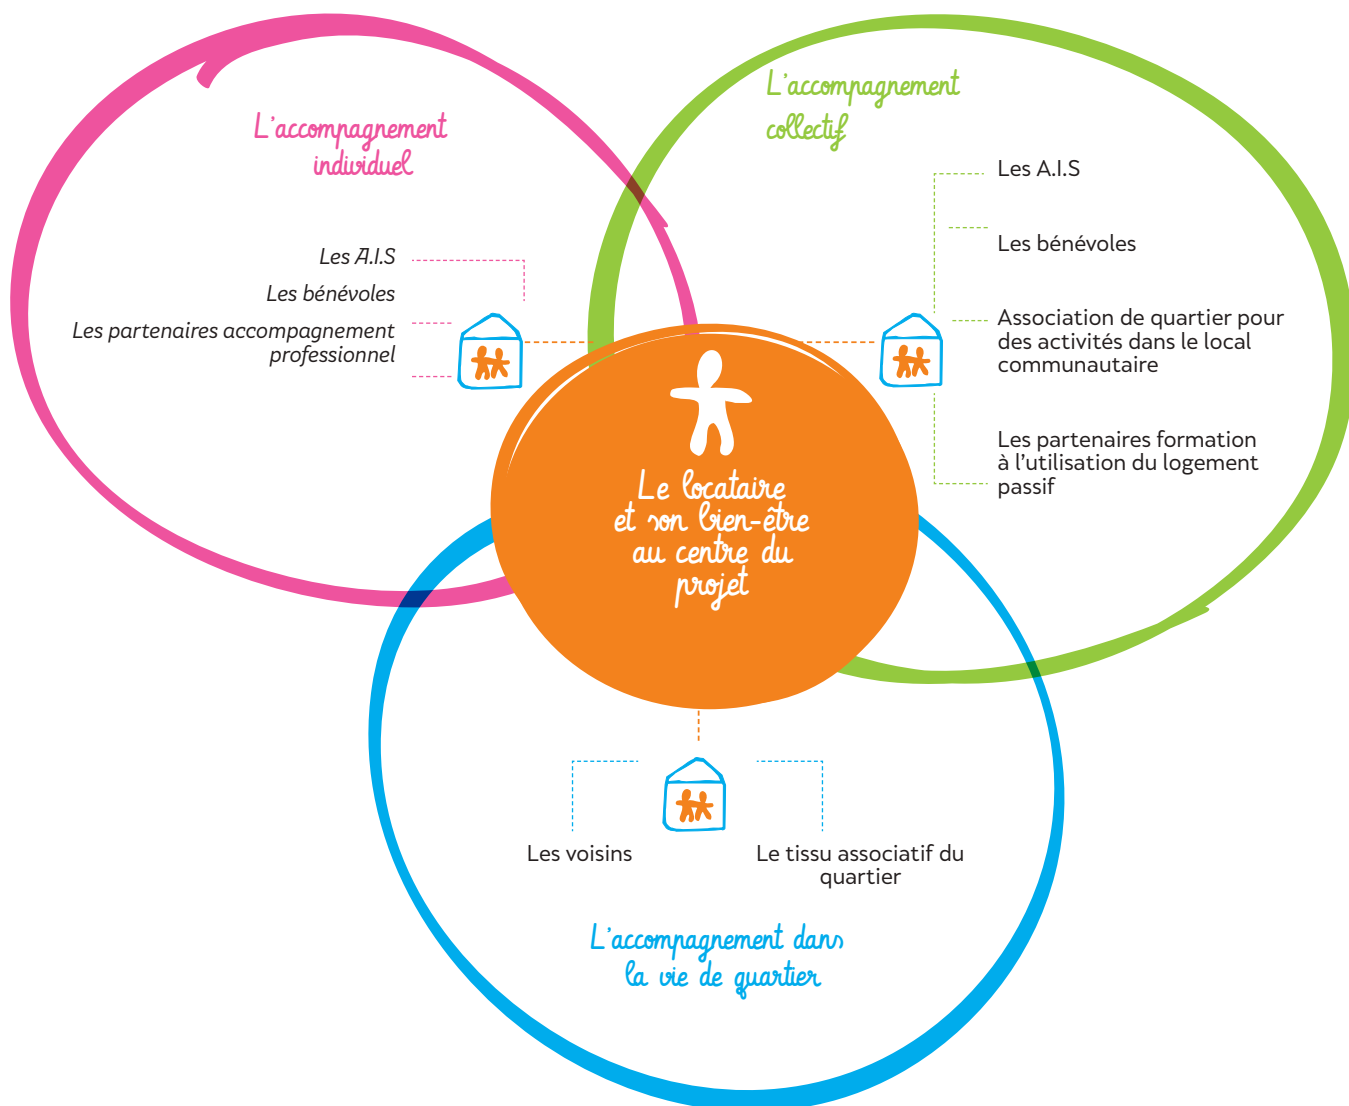 L'accompagnement
individuel
Les A.I.S
Les bénévoles
Les partenaires accompagnement
professionnel
L'accompagnement
collectif
Les A.I.S
Les bénévoles
Association de quartier pour
des activités dans le local
communautaire
Les partenaires formation
à l'utilisation du logement
passif
Le locataire
et son bien-être
au centre du
projet
Les voisins
Le tissu associatif du
quartier
L'accompagnement dans
la vie de quartier